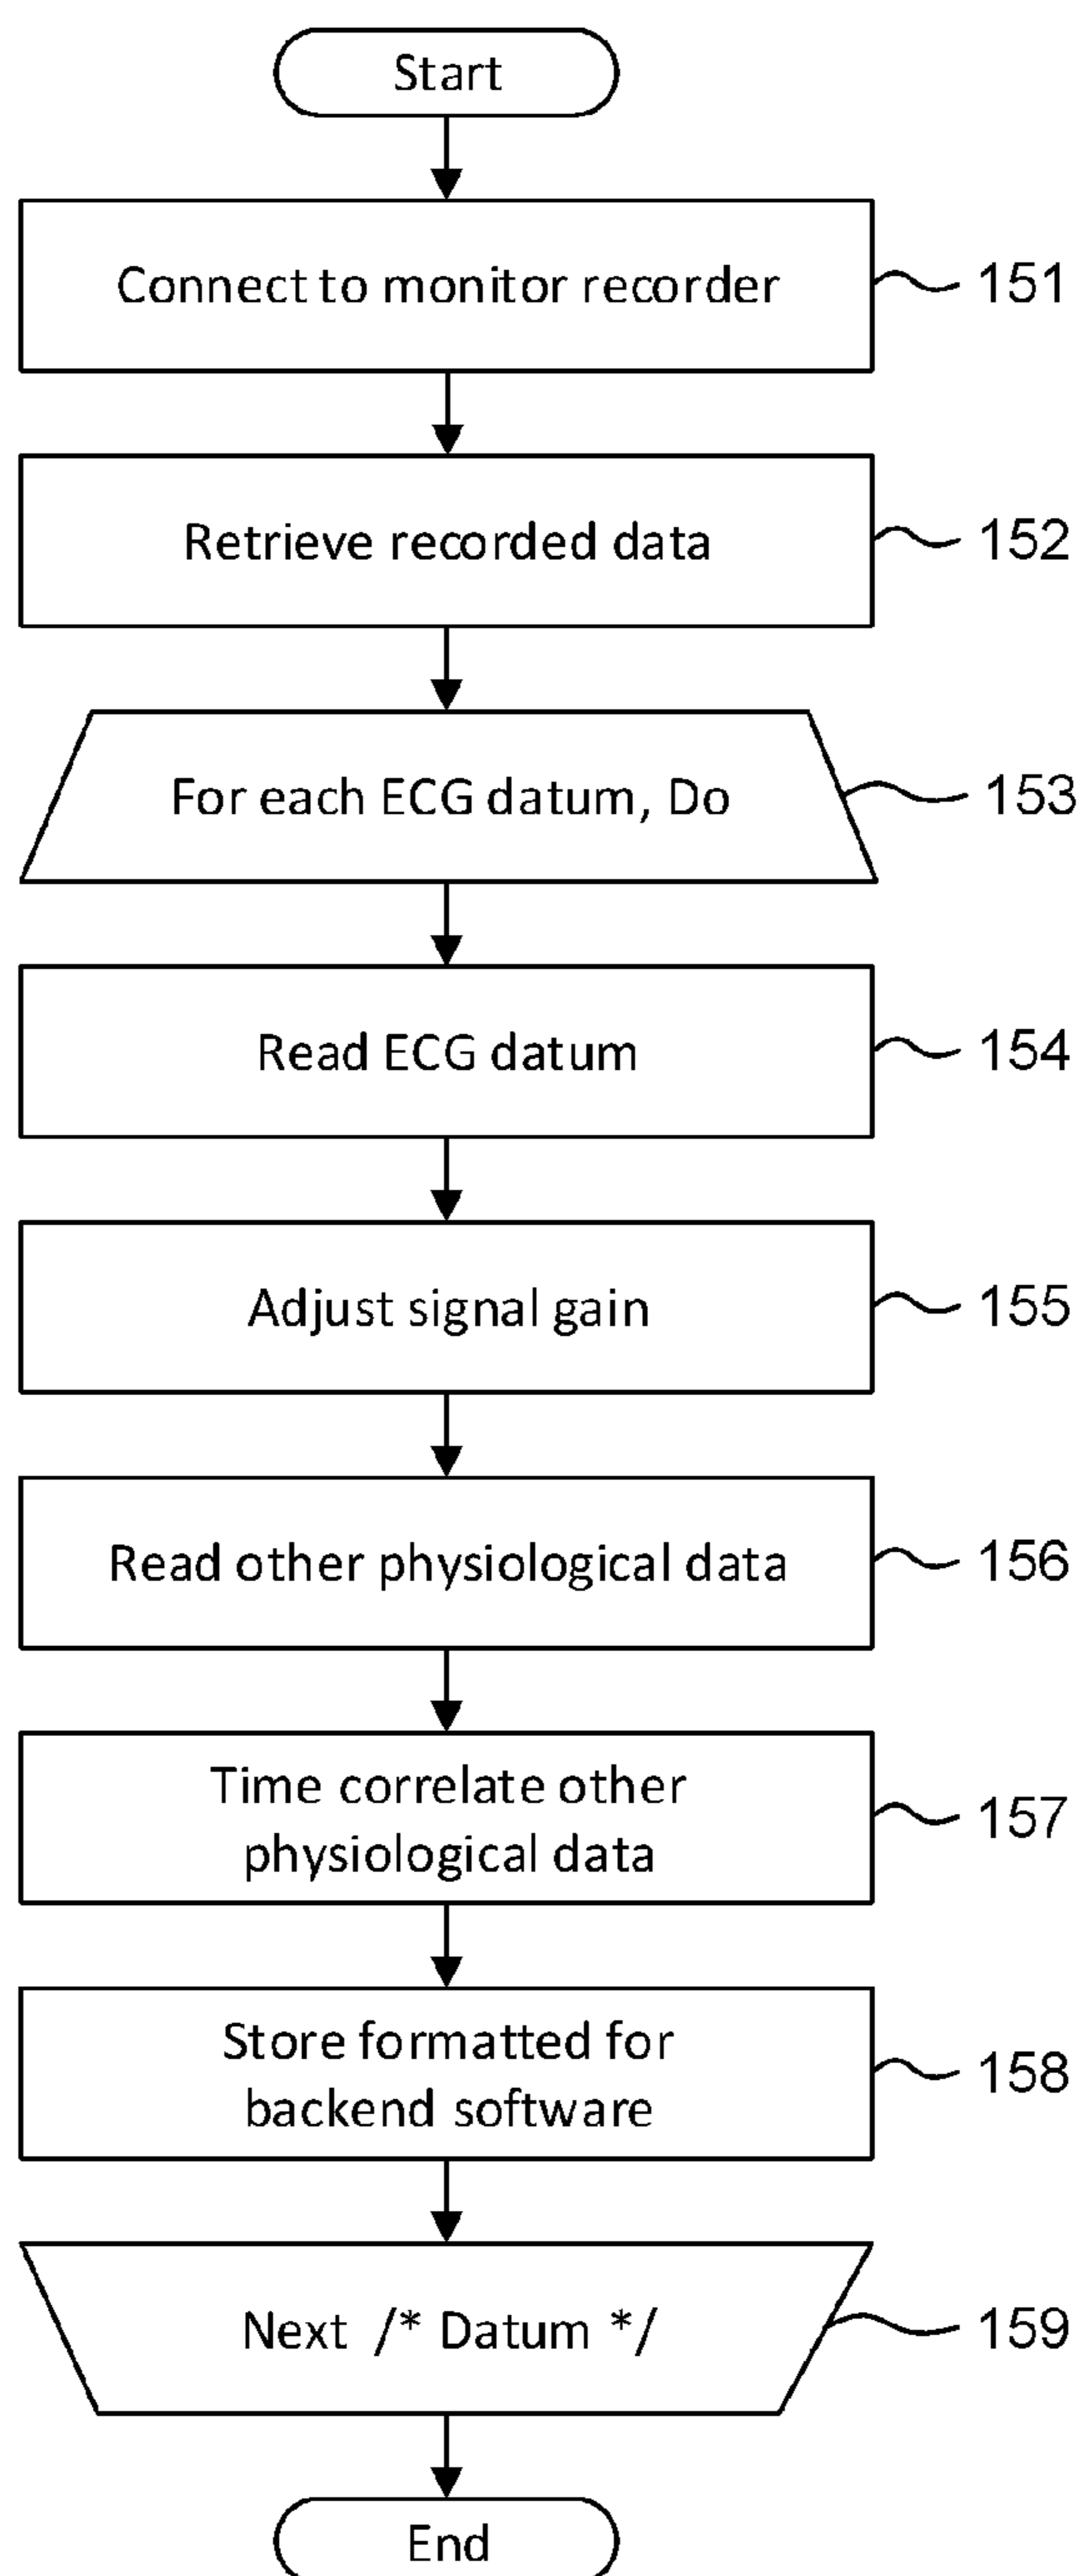 Start
Connect to monitor recorder
151
Retrieve recorded data
152
For each ECG datum, Do
153
Read ECG datum
154
Adjust signal gain
155
Read other physiological data
156
Time correlate other
physiological data
157
Store formatted for
backend software
158
Next /* Datum */
159
End